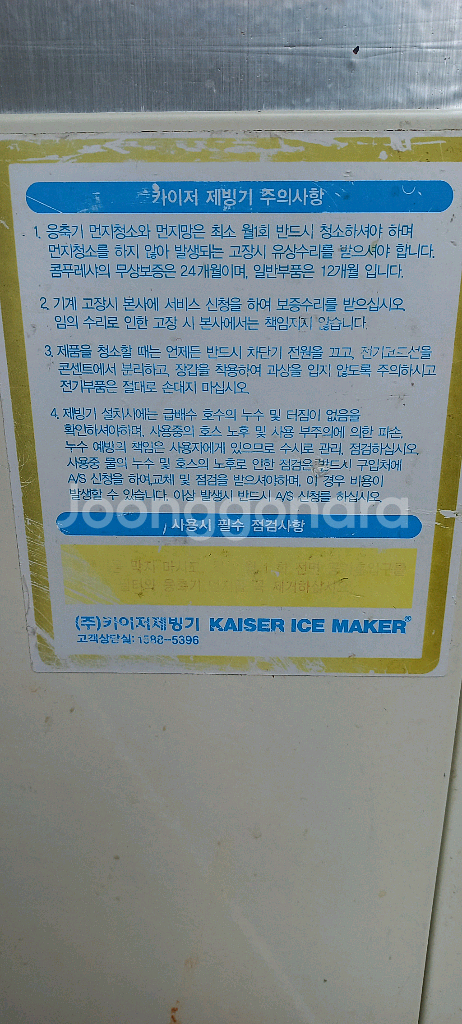 카이저 제빙기 주의사항
1. 응축기 먼지청소와 먼지망은 최소 월1회 반드시 청소하셔야 하며
먼지청소를 하지 않아 발생되는 고장시 유상수리를 받으셔야 합니다.
콤푸레샤의 무상보증은 24개월이며, 일반부품은 12개월 입니다.
2. 기계 고장시 본사에 서비스 신청을 하여 보증수리를 받으십시오.
임의 수리로 인한 고장 시 본사에서는 책임지지 않습니다
3. 제품을 청소할 때는 언제든 반드시 차단기 전원을 끄고, 전기코드선을
콘센트에서 분리하고, 장갑을 착용하여 과상을 입지 않도록 주의하시고
전기부품은 절대로 손대지 마십시오.
4. 제빙기 설치시에는 급배수 호수의 누수 및 터짐이 없음을
확인하셔야하며, 사용중의 호스 노후 및 사용 부주의에 의한 파손,
누수 예방의 책임은 사용자에게 있으므로 수시로 관리, 점검하십시오.
사용중 물의 누수 및 호스의 노후로 인한 점검은 반드시 구입처에
A/S 신청을 하여,교체 및 점검을 받으셔야하며, 이 경우 비용이
발생할 수 있습니다. 이상 발생시 반드시 A/S 신청를 하십시오
Joonggonara
사용시 필수 점검사항
제거하십시오
(주)카이저제빙기 KAISER ICE MAKER®
고객상담실: 1588-5396